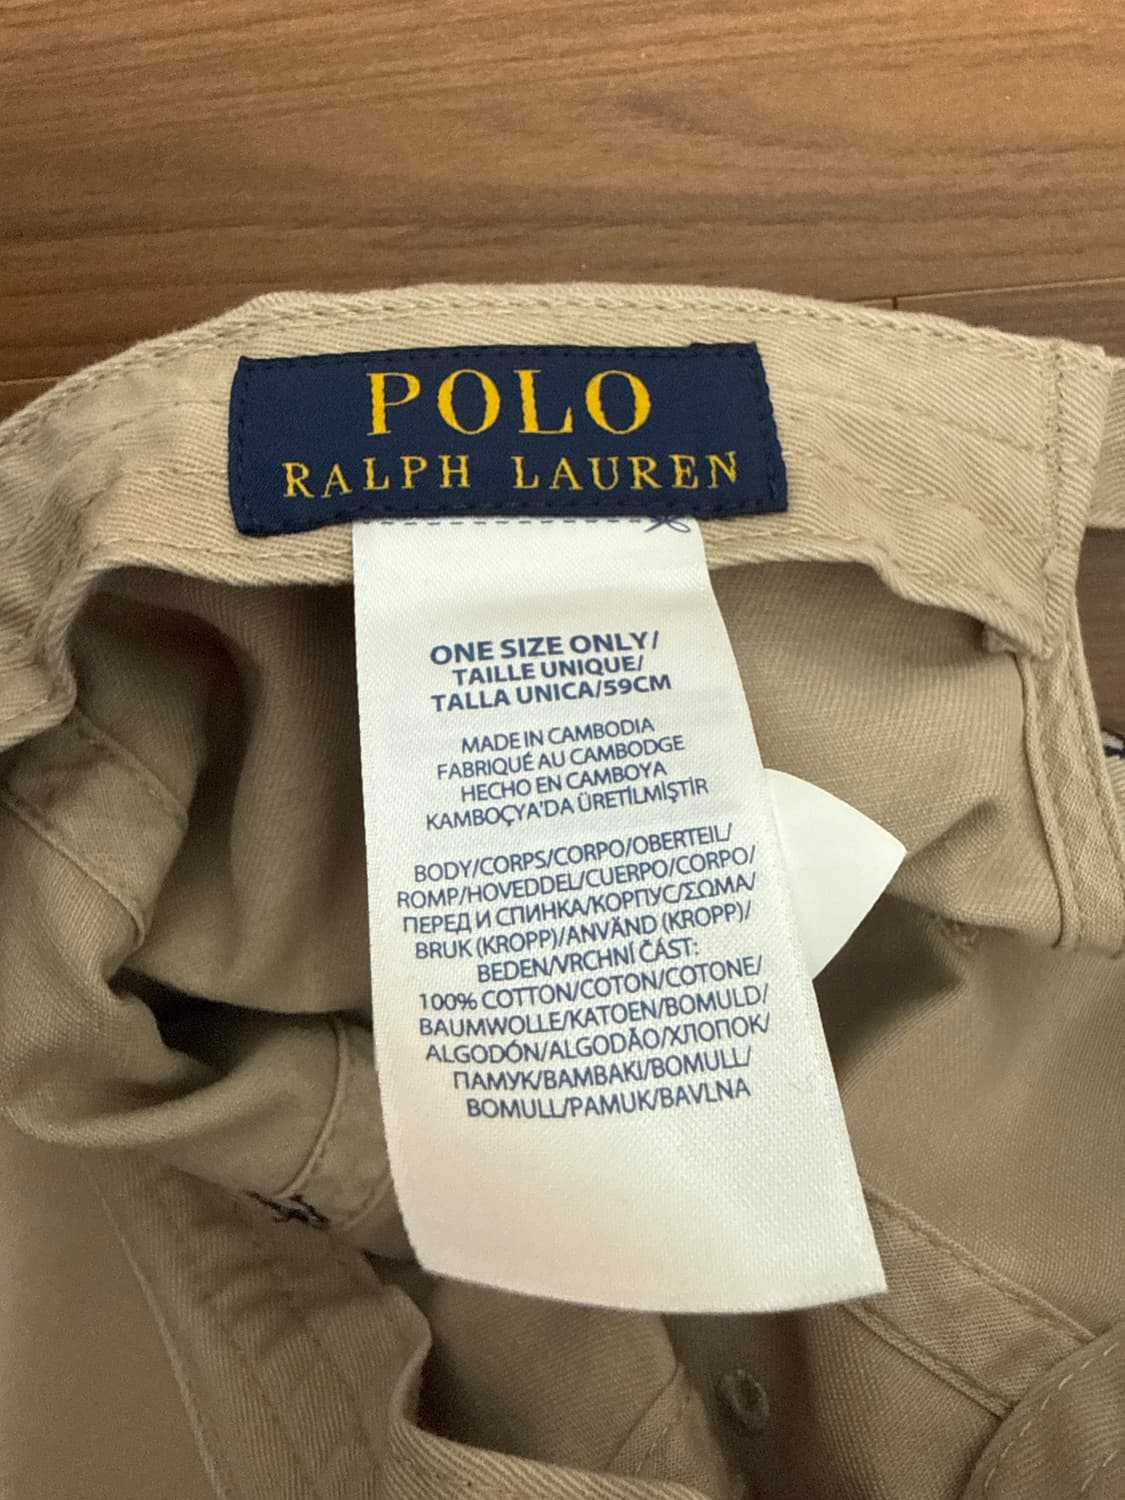 POLO
RALPH LAUREN
ONE SIZE ONLY/
TAILLE UNIQUE/
TALLA UNICA/59CM
MADE IN CAMBODIA
FABRIQUÉ AU CAMBODGE
HECHO EN CAMBOYA
KAMBOÇYA'DA ÜRETİLMİŞTİR
BODY/CORPS/CORPO/OBERTEIL/
ROMP/HOVEDDEL/CUERPO/CORPO/
ПЕРЕД И СПИНКА/КОРПУС/ΣΩΜΑ/
BRUK (KROPP)/ANVÄND (KROPP)/
BEDEN/VRCHNÍ ČÁST:
100% COTTON/COTON/COTONE/
BAUMWOLLE/KATOEN/BOMULD/
ALGODÓN/ALGODÃO/ХЛОПОК/
ПАМУК/BAMBAKI/BOMULL/
BOMULL/PAMUK/BAVLNA